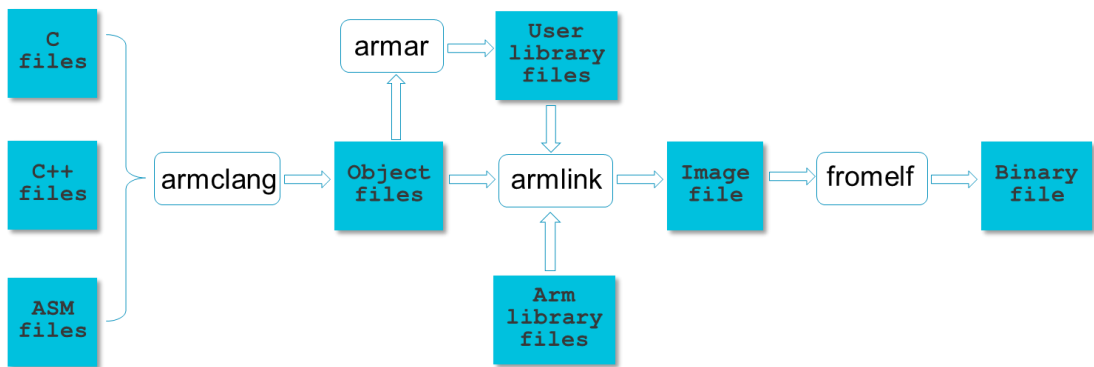 C
files
C++
files
ASM
files
armclang
Object
files
armar
User
library
files
armlink
Arm
library
files
Image
file
fromelf
Binary
file